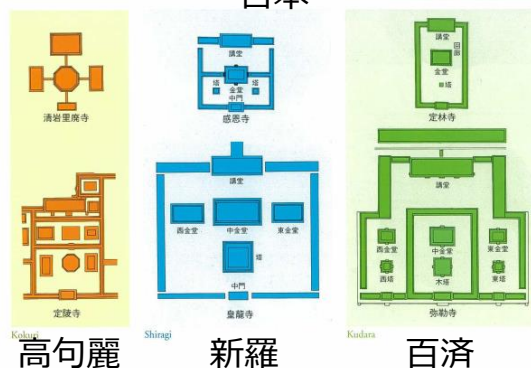 日本
清岩里廃寺
定陵寺
Kokuri
高句麗
講堂
塔
金堂
塔
中門
感恩寺
講堂
西金堂
中金堂
東金堂
塔
中門
皇龍寺
Shiragi
新羅
講堂
回廊
金堂
塔
定林寺
講堂
西金堂
中金堂
東金堂
西塔
木塔
東塔
弥勒寺
Kudara
百済